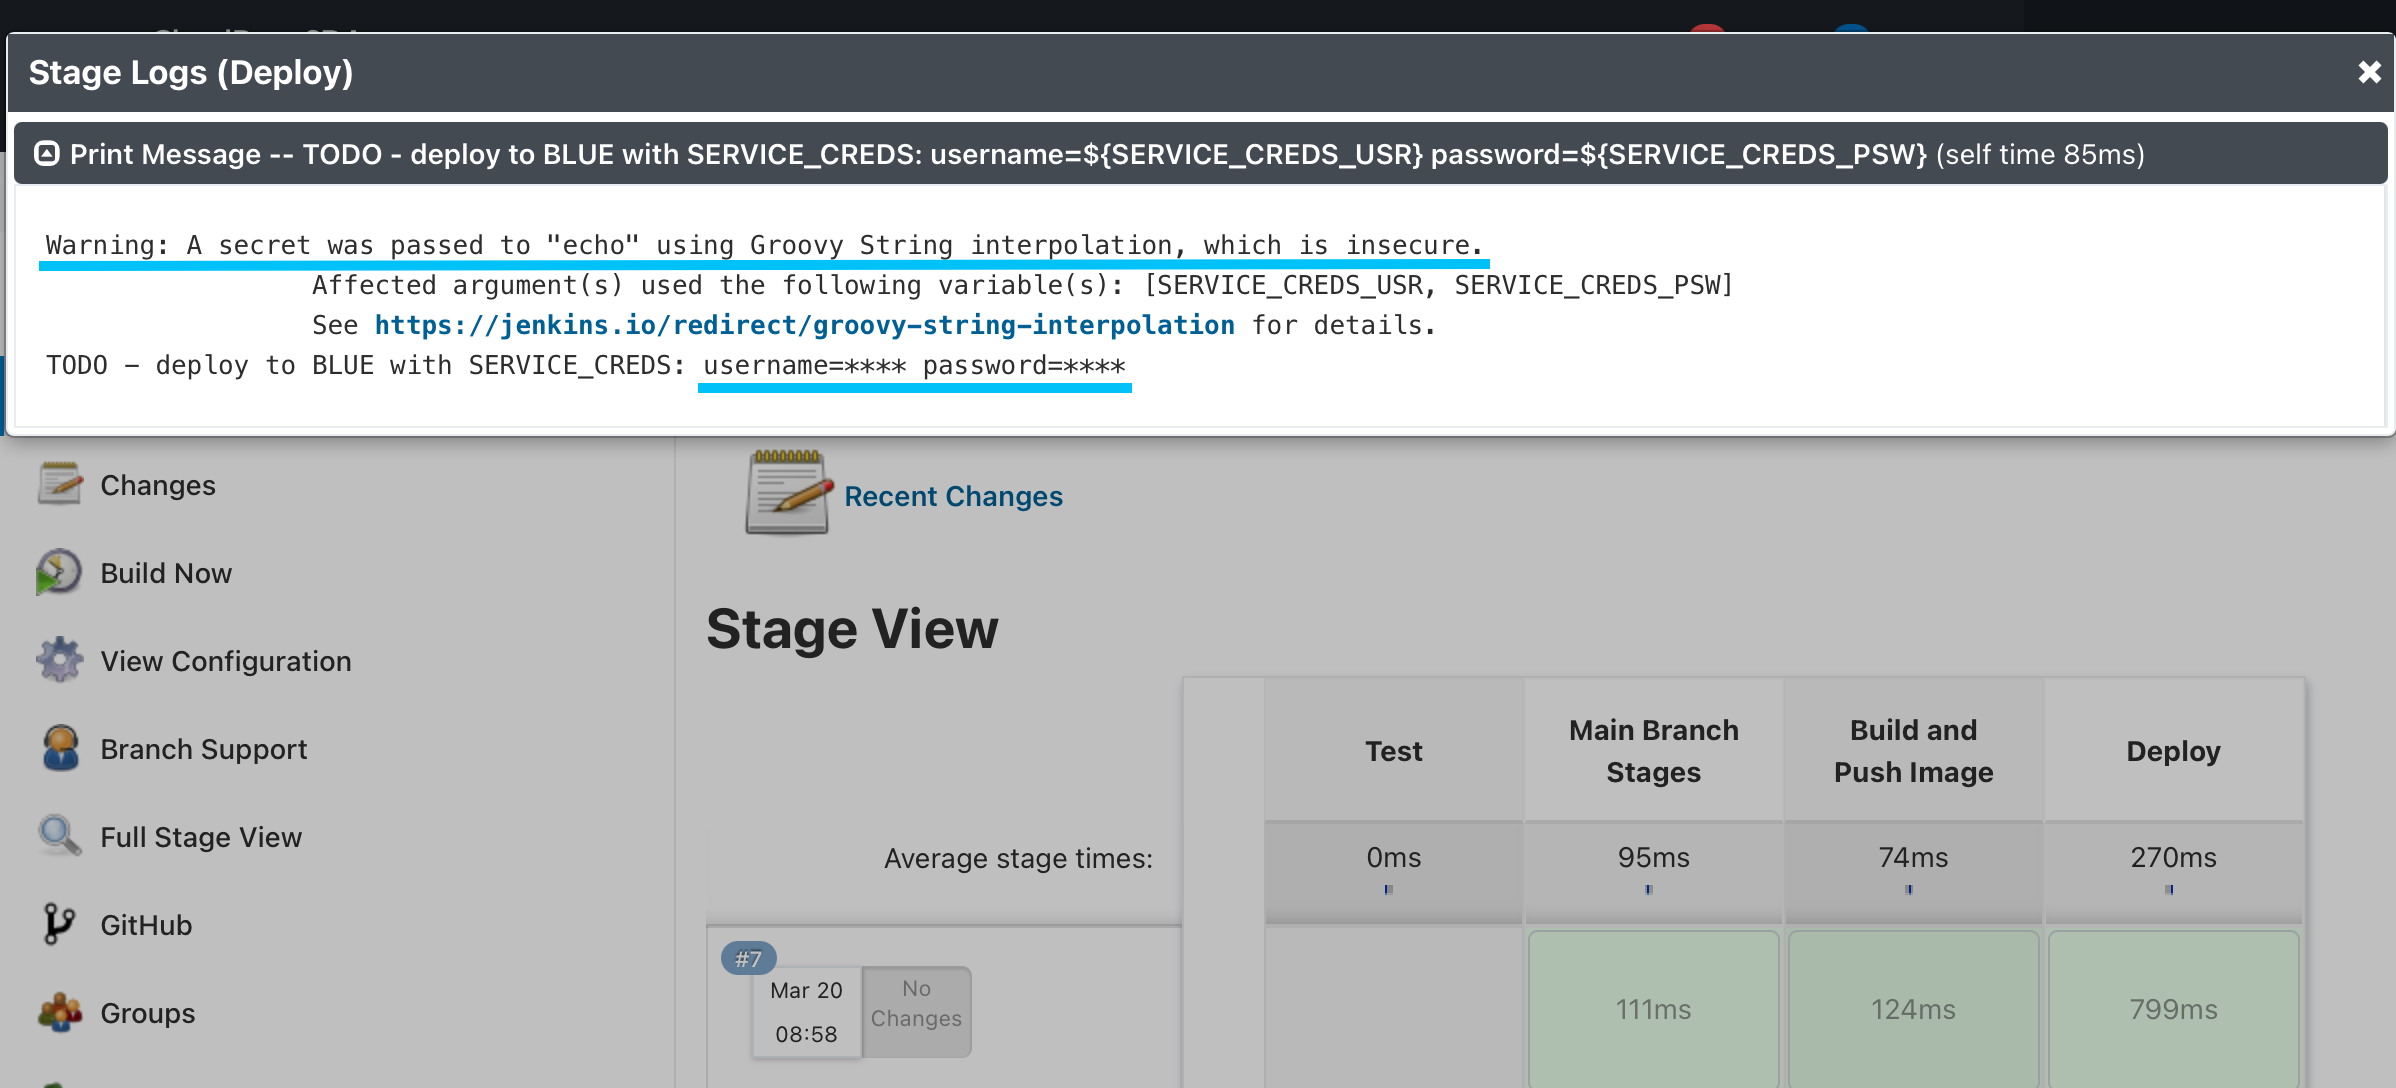 Stage Logs (Deploy)
Print Message -- TODO - deploy to BLUE with SERVICE_CREDS: username=${SERVICE_CREDS_USR} password=${SERVICE_CREDS_PSW} (self time 85ms)
Warning: A secret was passed to "echo" using Groovy String interpolation, which is insecure.
Affected argument(s) used the following variable(s): [SERVICE_CREDS_USR, SERVICE_CREDS_PSW]
See https://jenkins.io/redirect/groovy-string-interpolation for details.
TODO - deploy to BLUE with SERVICE_CREDS: username=**** password=****
Changes
Build Now
View Configuration
Branch Support
Full Stage View
GitHub
Groups
Recent Changes
Stage View
Test
Main Branch
Stages
Build and
Push Image
Deploy
Average stage times:
0ms
95ms
74ms
270ms
#7
Mar 20
08:58
No
Changes
111ms
124ms
799ms